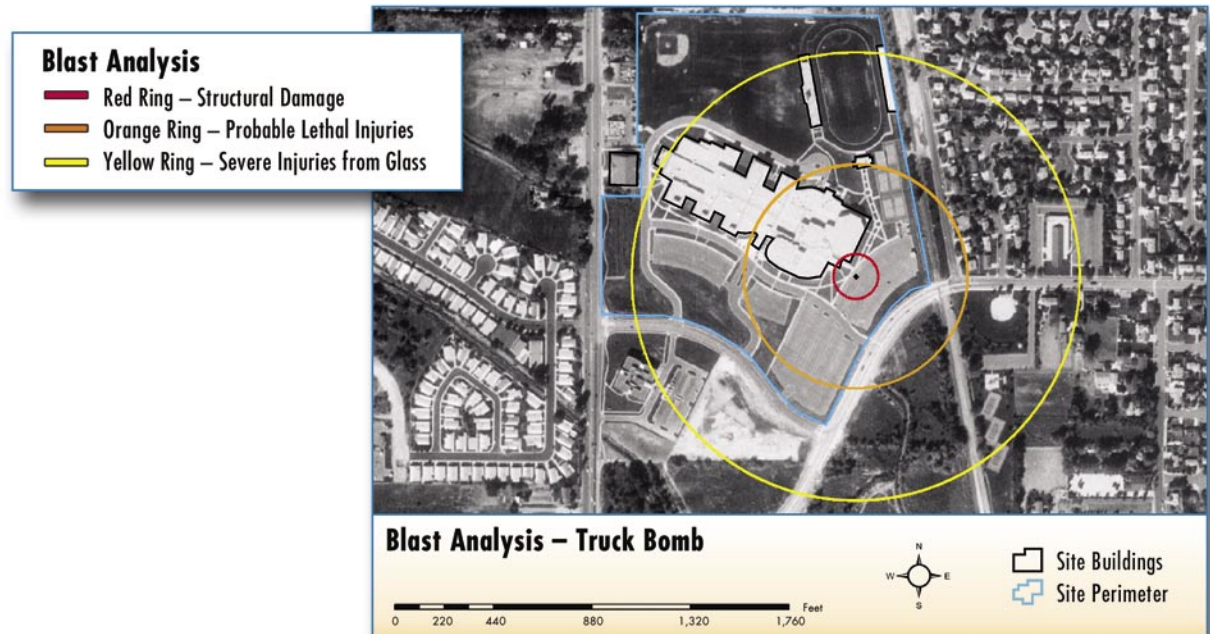 Blast Analysis
Red Ring – Structural Damage
Orange Ring – Probable Lethal Injuries
Yellow Ring – Severe Injuries from Glass
Blast Analysis – Truck Bomb
N
W E
S
Site Buildings
Site Perimeter
Feet
0 220 440 880 1,320 1,760